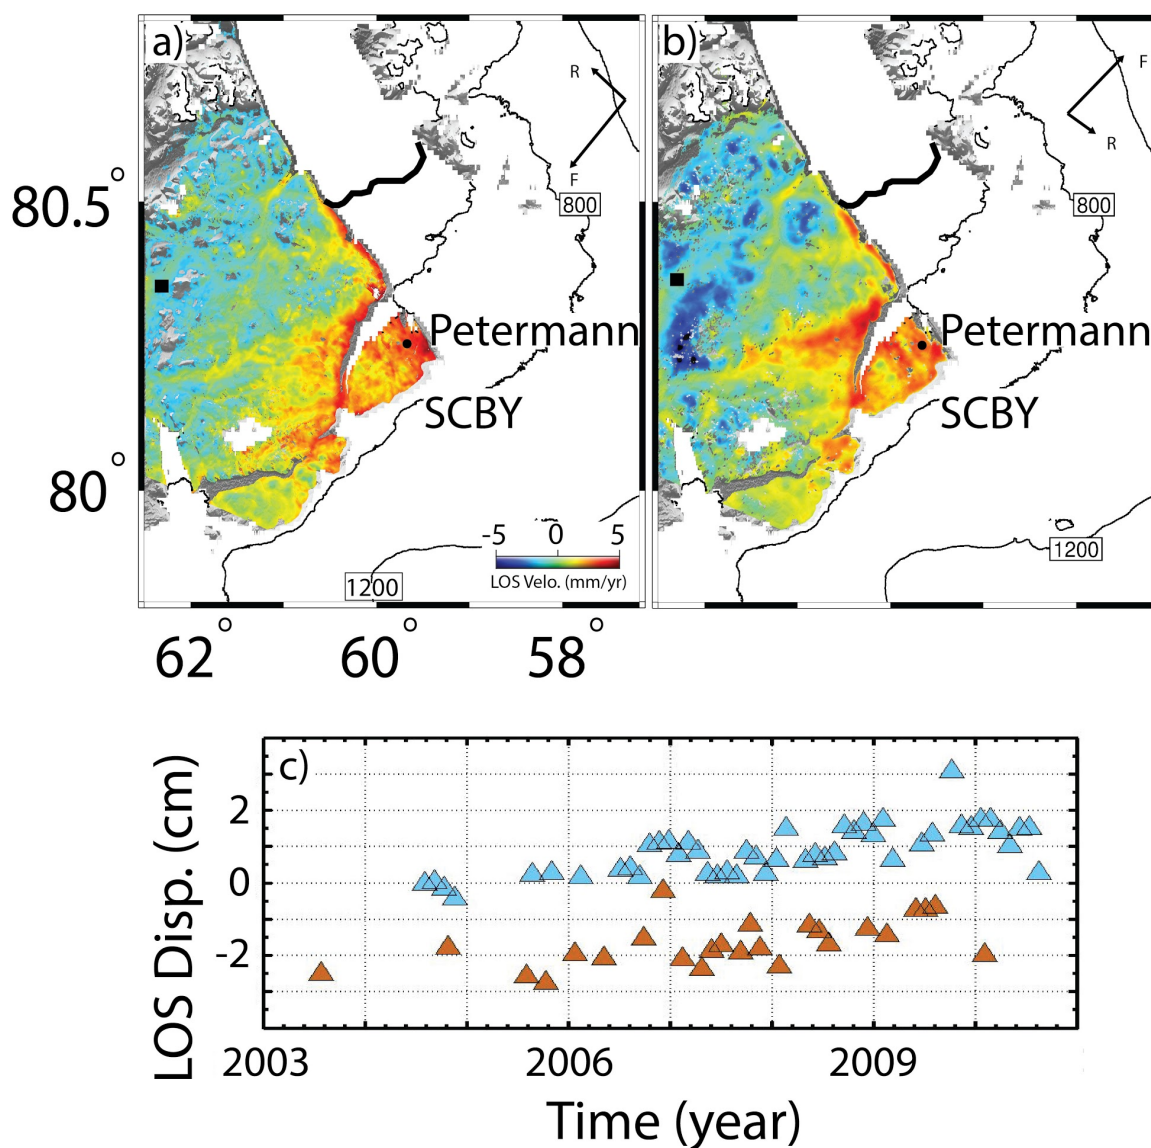 a)
R
F
80.5°
800
Petermann
SCBY
80°
-5 0 5
LOS Velo. (mm/yr)
1200
62° 60° 58°
b)
F
R
800
Petermann
SCBY
1200
c)
LOS Disp. (cm)
2
0
-2
2003 2006 2009
Time (year)